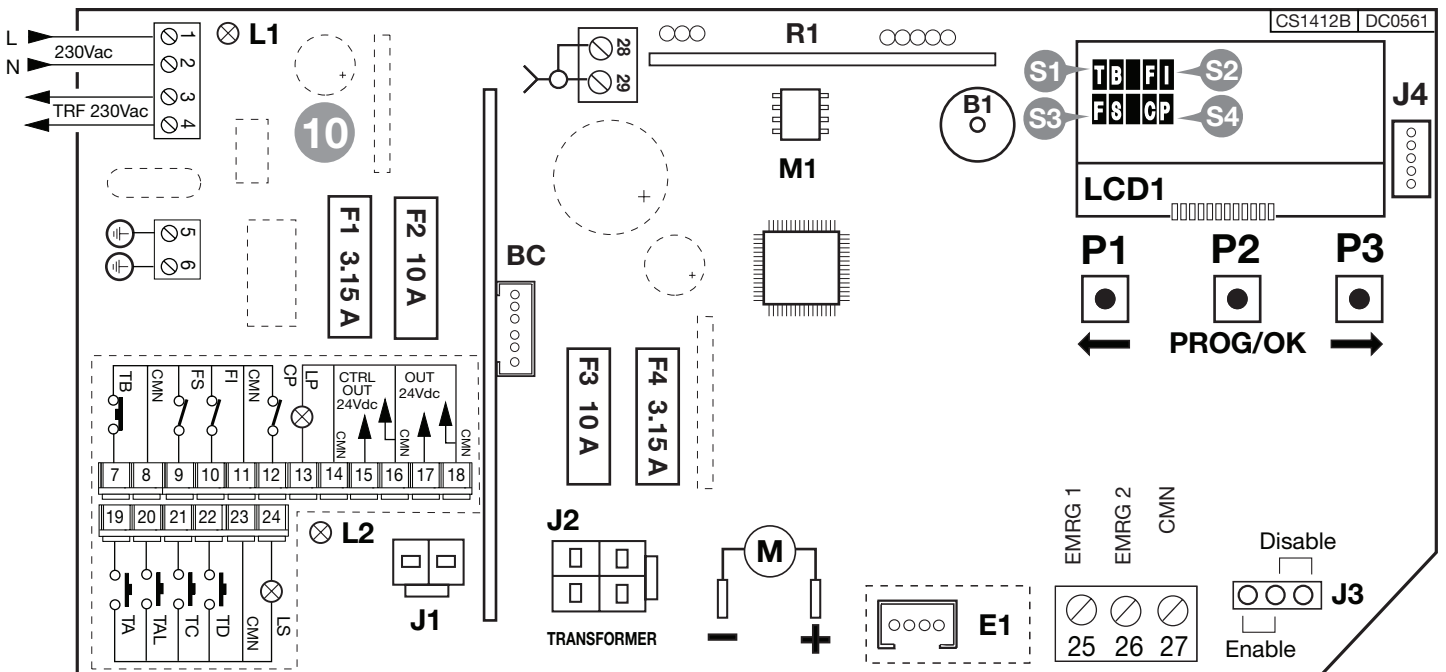 CS1412B DC0561
L 230Vac 1 L1
N 2
TRF 230Vac 3
4
10
5
6
28
29
R1
M1
B1
S1 TB FI S2
S3 FS CP S4
LCD1
J4
P1 P2 P3
PROG/OK
F1 3.15 A
F2 10 A
BC
F3 10 A
F4 3.15 A
TB CMN FS FI CMN CP LP CTRL OUT 24Vdc OUT 24Vdc
CMN CMN CMN CMN
7 8 9 10 11 12 13 14 15 16 17 18
19 20 21 22 23 24
L2
TA TAL TC TD CMN LS
J1
J2
TRANSFORMER
M
− +
E1
EMRG 1 EMRG 2 CMN
25 26 27
Disable
J3
Enable